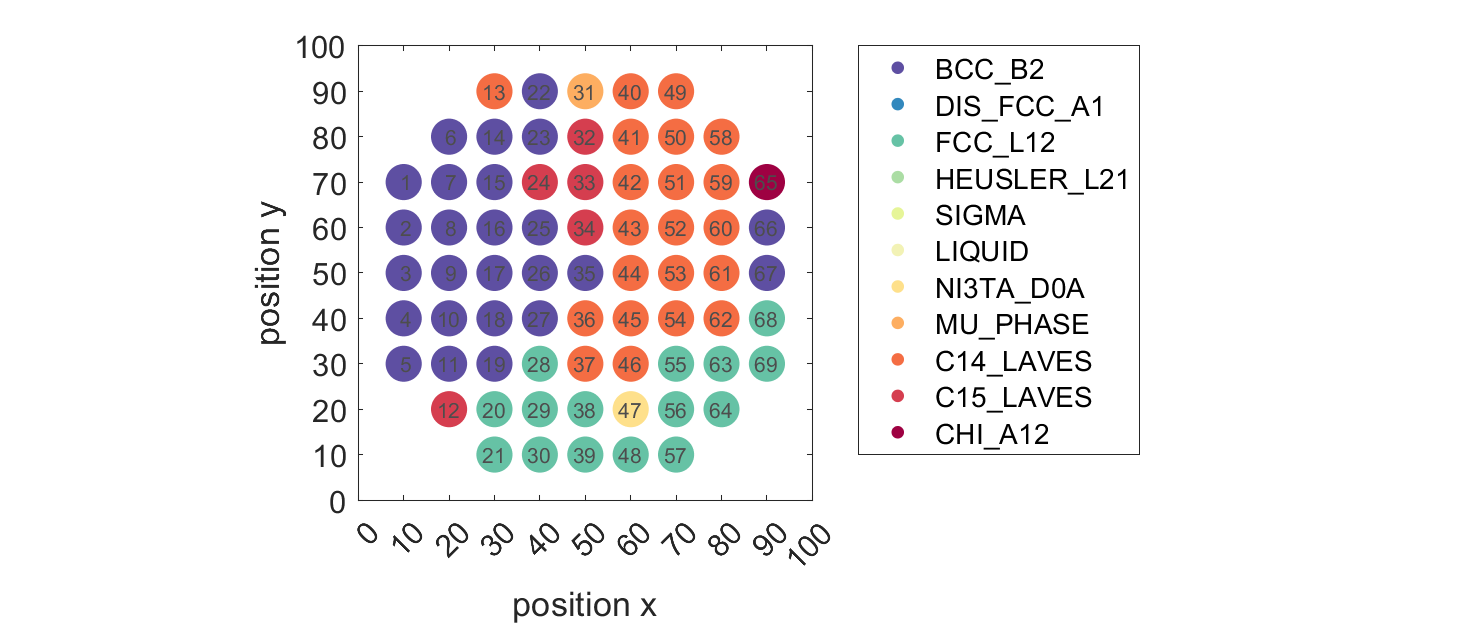 100
90
80
70
60
50
40
30
20
10
0
position y
13 22 31 40 49
6 14 23 32 41 50 58
1 7 15 24 33 42 51 59 65
2 8 16 25 34 43 52 60 66
3 9 17 26 35 44 53 61 67
4 10 18 27 36 45 54 62 68
5 11 19 28 37 46 55 63 69
12 20 29 38 47 56 64
21 30 39 48 57
0 10 20 30 40 50 60 70 80 90 100
position x
BCC_B2
DIS_FCC_A1
FCC_L12
HEUSLER_L21
SIGMA
LIQUID
NI3TA_D0A
MU_PHASE
C14_LAVES
C15_LAVES
CHI_A12